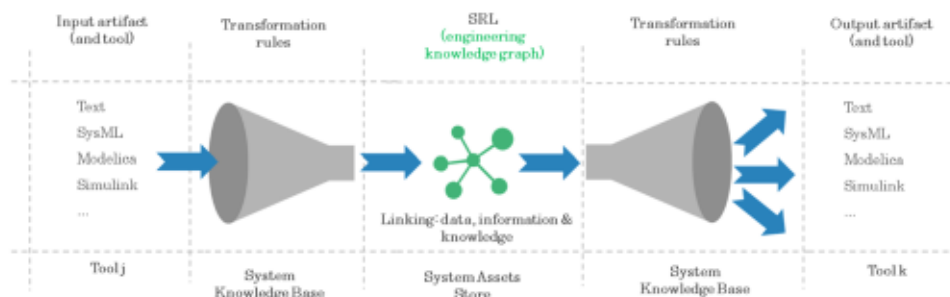 Input artifact
(and tool)
Transformation
rules
SRL
(engineering
knowledge graph)
Transformation
rules
Output artifact
(and tool)
Text
SysML
Modelica
Simulink
...
Linking: data, information &
knowledge
Text
SysML
Modelica
Simulink
...
Tool j
System
Knowledge Base
System Assets
Store
System
Knowledge Base
Tool k